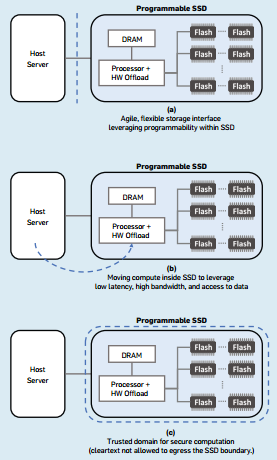 Programmable SSD
Host
Server
DRAM
Processor +
HW Offload
Flash Flash
Flash Flash
Flash Flash
(a)
Agile, flexible storage interface
leveraging programmability within SSD
Programmable SSD
Host
Server
DRAM
Processor +
HW Offload
Flash Flash
Flash Flash
Flash Flash
(b)
Moving compute inside SSD to leverage
low latency, high bandwidth, and access to data
Programmable SSD
Host
Server
DRAM
Processor +
HW Offload
Flash Flash
Flash Flash
Flash Flash
(c)
Trusted domain for secure computation
(cleartext not allowed to egress the SSD boundary.)